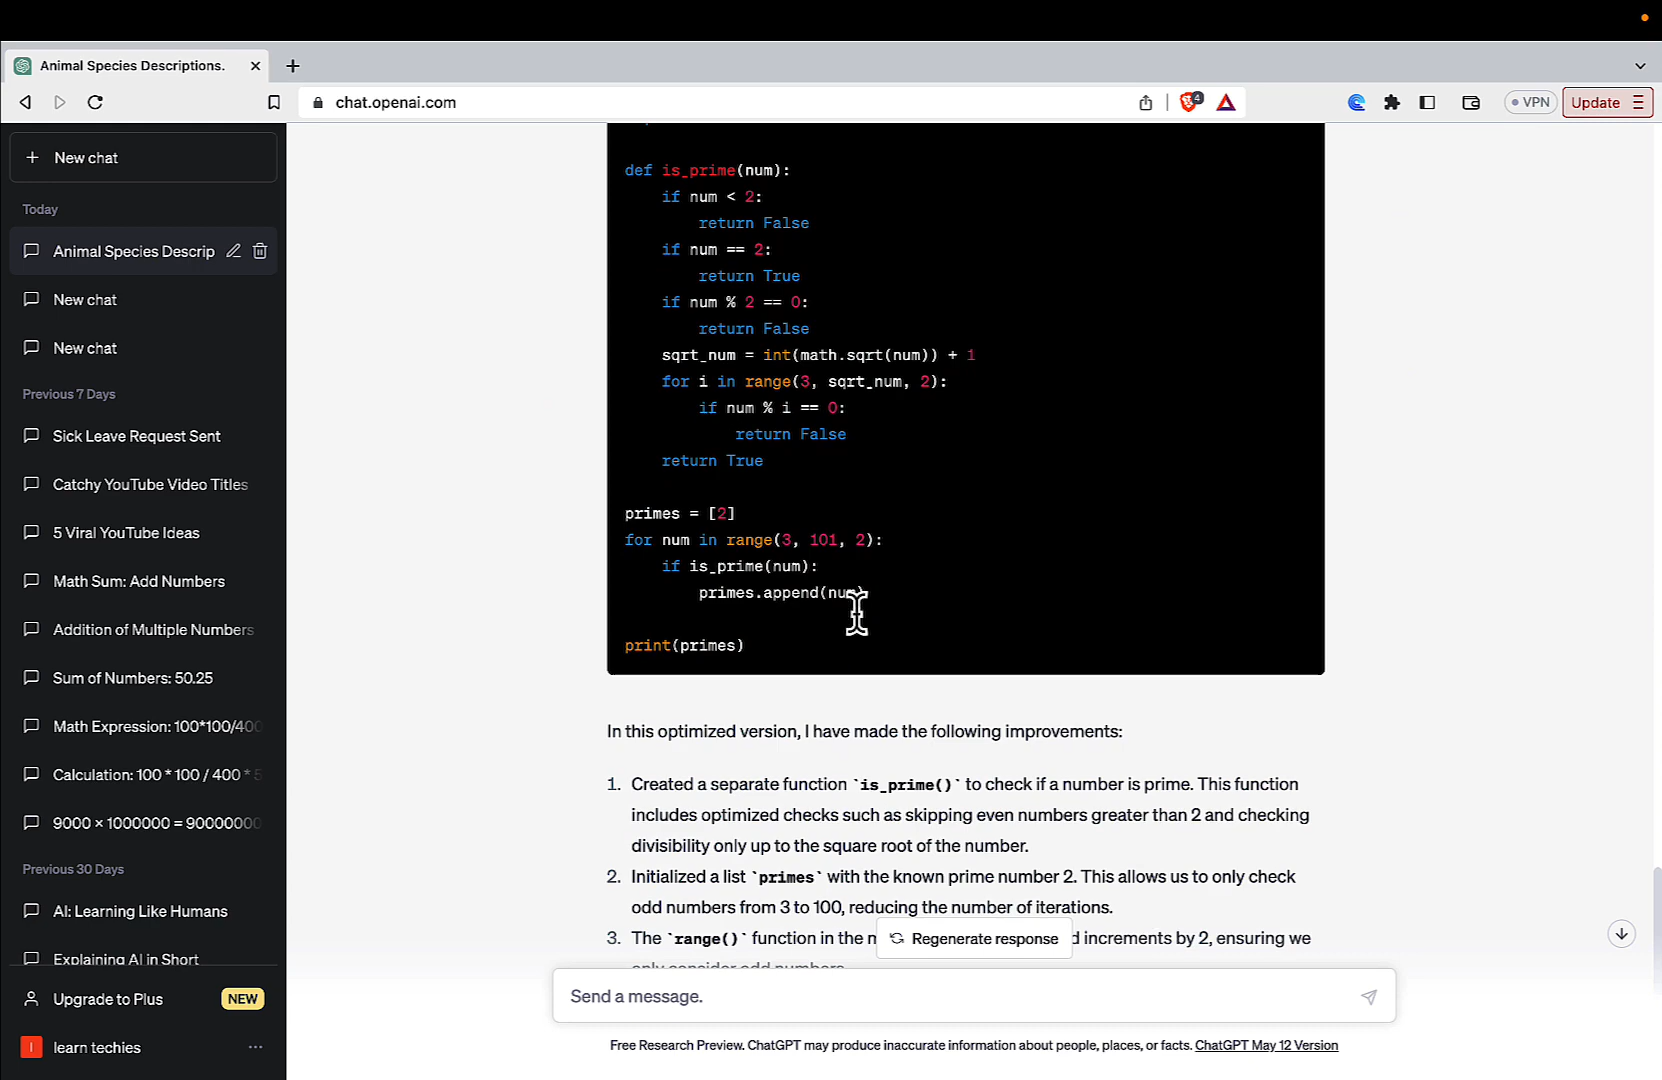 Animal Species Descriptions.
chat.openai.com
4
VPN
Update
New chat
Today
Animal Species Descrip
New chat
New chat
Previous 7 Days
Sick Leave Request Sent
Catchy YouTube Video Titles
5 Viral YouTube Ideas
Math Sum: Add Numbers
Addition of Multiple Numbers
Sum of Numbers: 50.25
Math Expression: 100*100/400
Calculation: 100 * 100 / 400 *
9000 × 1000000 = 90000000
Previous 30 Days
AI: Learning Like Humans
Explaining AI in Short
Upgrade to Plus
NEW
learn techies
def is_prime(num):
    if num < 2:
        return False
    if num == 2:
        return True
    if num % 2 == 0:
        return False
    sqrt_num = int(math.sqrt(num)) + 1
    for i in range(3, sqrt_num, 2):
        if num % i == 0:
            return False
    return True
primes = [2]
for num in range(3, 101, 2):
    if is_prime(num):
        primes.append(num)
print(primes)
In this optimized version, I have made the following improvements:
1. Created a separate function `is_prime()` to check if a number is prime. This function
includes optimized checks such as skipping even numbers greater than 2 and checking
divisibility only up to the square root of the number.
2. Initialized a list `primes` with the known prime number 2. This allows us to only check
odd numbers from 3 to 100, reducing the number of iterations.
3. The `range()` function in the increments by 2, ensuring we
only consider odd numbers.
Regenerate response
Send a message.
Free Research Preview. ChatGPT may produce inaccurate information about people, places, or facts. ChatGPT May 12 Version